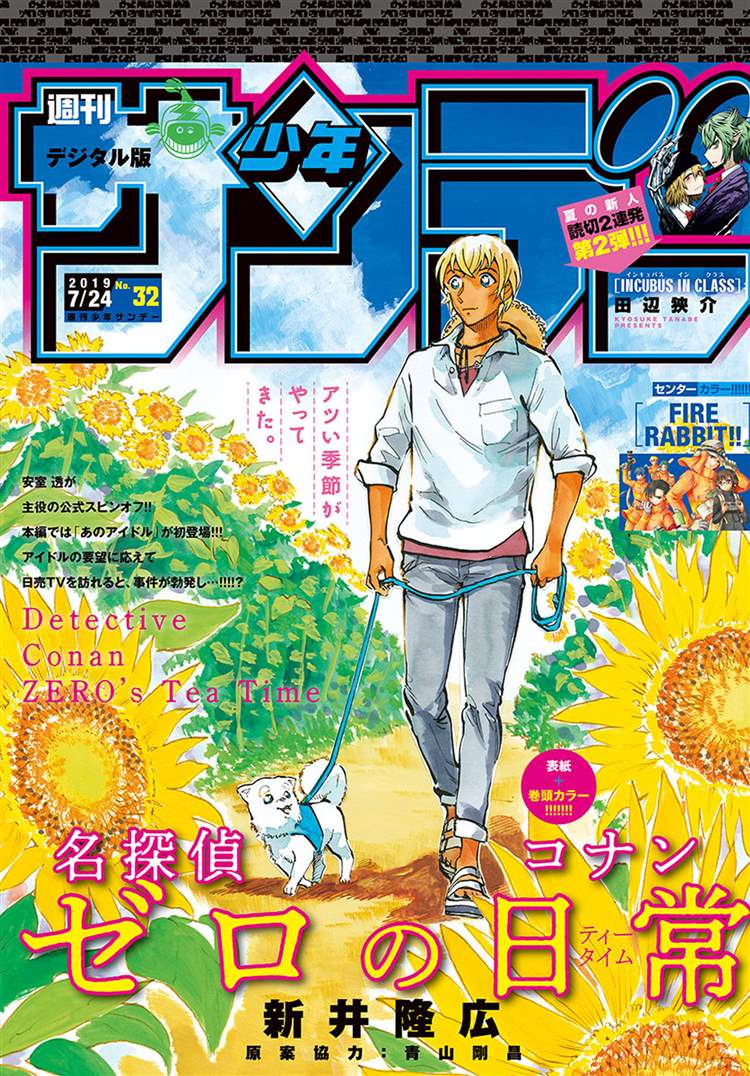 週刊
少年
サンデー
デジタル版
2019
7/24
No.
32
週刊少年サンデー
夏の新人
読切2連発
第2弾!!!
インキュバス イン クラス
[INCUBUS IN CLASS]
田辺狭介
KYOSUKE TANABE
PRESENTS
センターカラー!!!!!!
FIRE
RABBIT!!
アツい季節が
やって
きた。
安室 透が
主役の公式スピンオフ!!
本編では「あのアイドル」が初登場!!!
アイドルの要望に応えて
日売TVを訪れると、事件が勃発し…!!!!?
Detective
Conan
ZERO's Tea Time
表紙
+
巻頭カラー
!!!!!!!
名探偵コナン
ゼロの日常
ティー
タイム
新井隆広
原案協力:青山剛昌